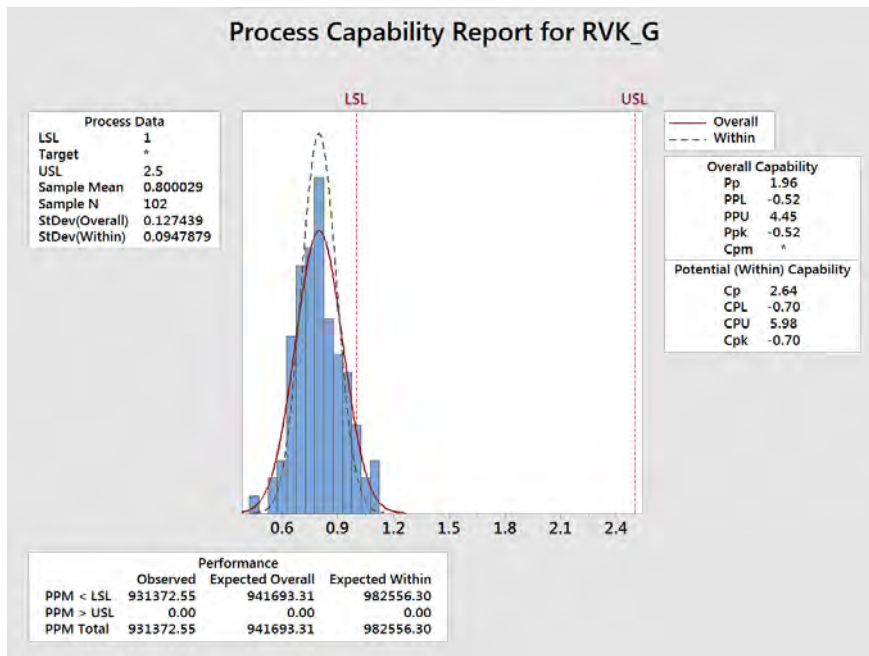 Process Capability Report for RVK_G
LSL USL
Process Data
LSL 1
Target *
USL 2.5
Sample Mean 0.800029
Sample N 102
StDev(Overall) 0.127439
StDev(Within) 0.0947879
Overall
Within
Overall Capability
Pp 1.96
PPL -0.52
PPU 4.45
Ppk -0.52
Cpm *
Potential (Within) Capability
Cp 2.64
CPL -0.70
CPU 5.98
Cpk -0.70
0.6 0.9 1.2 1.5 1.8 2.1 2.4
Performance
Observed Expected Overall Expected Within
PPM < LSL 931372.55 941693.31 982556.30
PPM > USL 0.00 0.00 0.00
PPM Total 931372.55 941693.31 982556.30